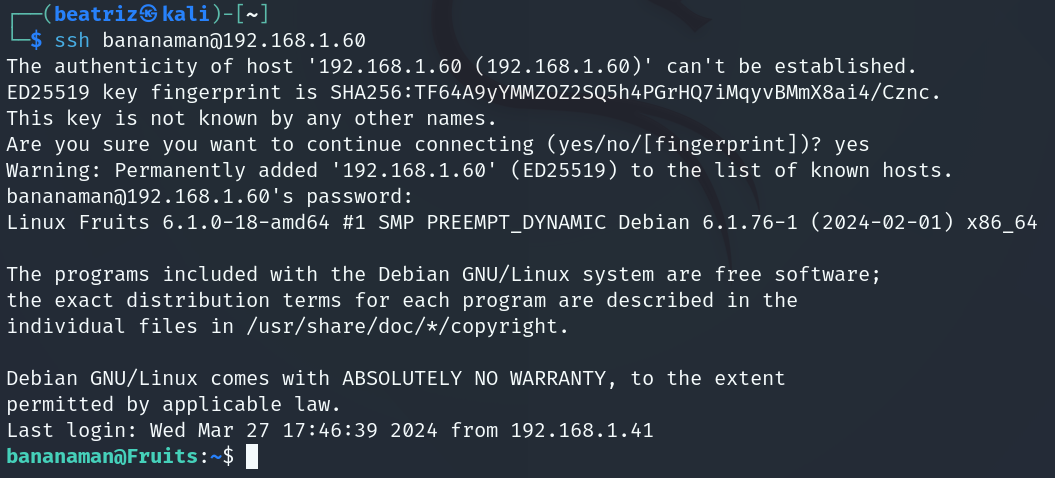 ┌──(beatriz㉿kali)-[~]
└─$ ssh bananaman@192.168.1.60
The authenticity of host '192.168.1.60 (192.168.1.60)' can't be established.
ED25519 key fingerprint is SHA256:TF64A9yYMMZOZ2SQ5h4PGrHQ7iMqyvBMmX8ai4/Cznc.
This key is not known by any other names.
Are you sure you want to continue connecting (yes/no/[fingerprint])? yes
Warning: Permanently added '192.168.1.60' (ED25519) to the list of known hosts.
bananaman@192.168.1.60's password:
Linux Fruits 6.1.0-18-amd64 #1 SMP PREEMPT_DYNAMIC Debian 6.1.76-1 (2024-02-01) x86_64
The programs included with the Debian GNU/Linux system are free software;
the exact distribution terms for each program are described in the
individual files in /usr/share/doc/*/copyright.
Debian GNU/Linux comes with ABSOLUTELY NO WARRANTY, to the extent
permitted by applicable law.
Last login: Wed Mar 27 17:46:39 2024 from 192.168.1.41
bananaman@Fruits:~$